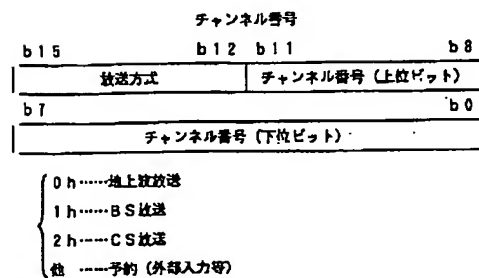 チャンネル番号
b15 b12 b11 b8
放送方式 チャンネル番号(上位ビット)
b7 b0
チャンネル番号(下位ビット)
0h……地上波放送
1h……BS放送
2h……CS放送
他 ……予約(外部入力等)